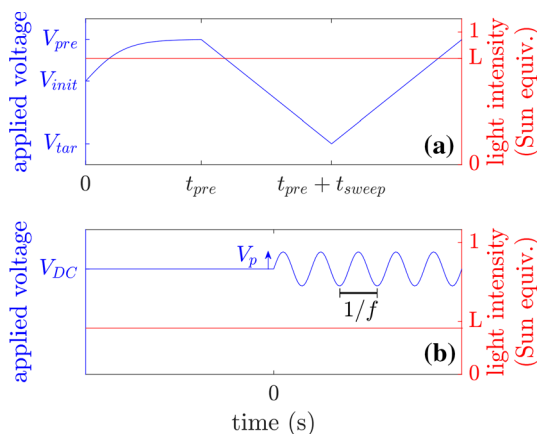 applied voltage
V_pre
V_init
V_tar
0
t_pre
t_pre + t_sweep
(a)
1
L
0
light intensity
(Sun equiv.)
applied voltage
V_DC
V_p
1/f
(b)
1
L
0
light intensity
(Sun equiv.)
0
time (s)